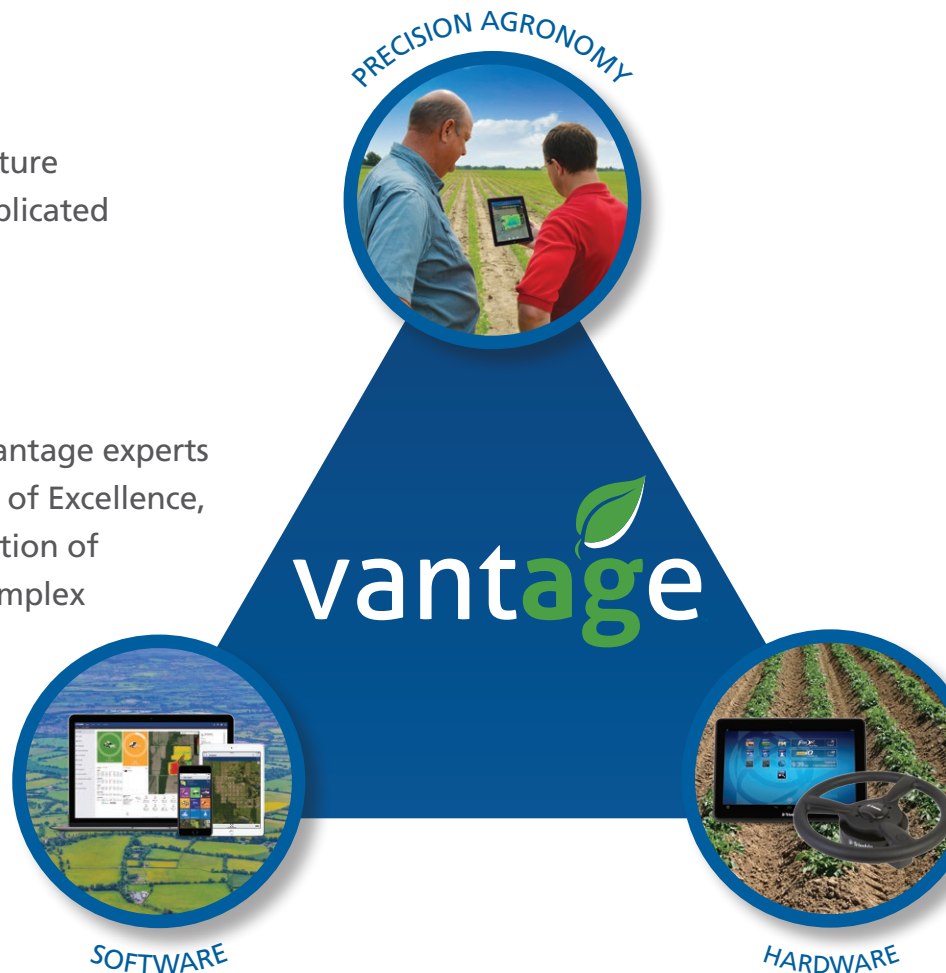 PRECISION AGRONOMY
ture
plicated
antage experts
of Excellence,
tion of
mplex
vantage
SOFTWARE
HARDWARE